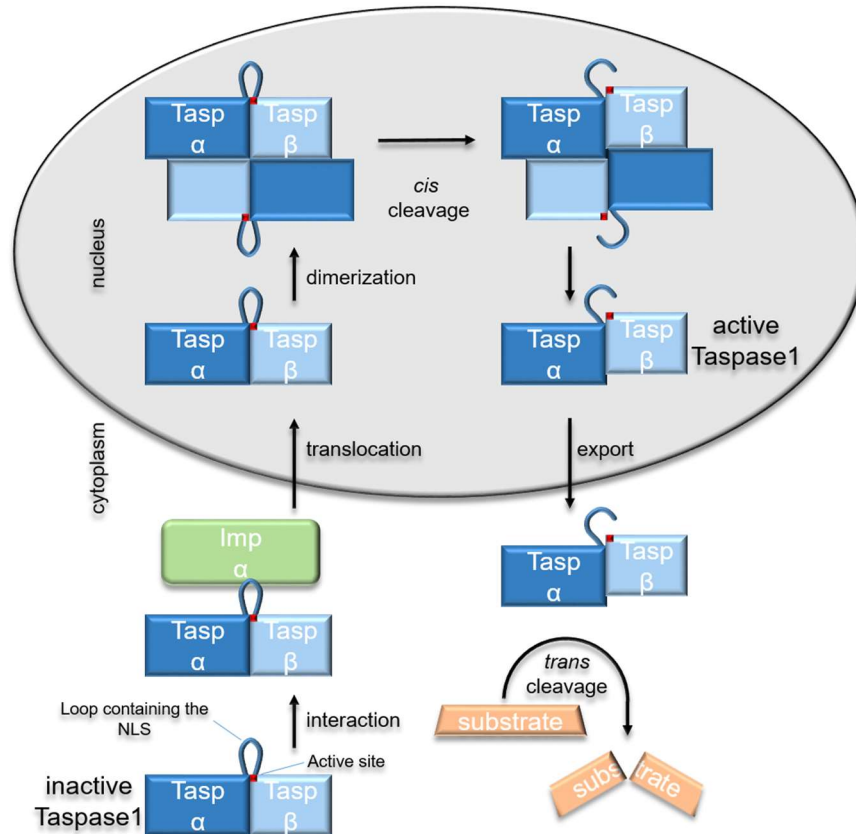 Tasp
α
Tasp
β
cis
cleavage
Tasp
α
Tasp
β
nucleus
dimerization
Tasp
α
Tasp
β
Tasp
α
Tasp
β
active
Taspase1
cytoplasm
translocation
export
Imp
α
Tasp
α
Tasp
β
Tasp
α
Tasp
β
trans
cleavage
substrate
subs trate
Loop containing the
NLS
interaction
Active site
inactive
Taspase1
Tasp
α
Tasp
β